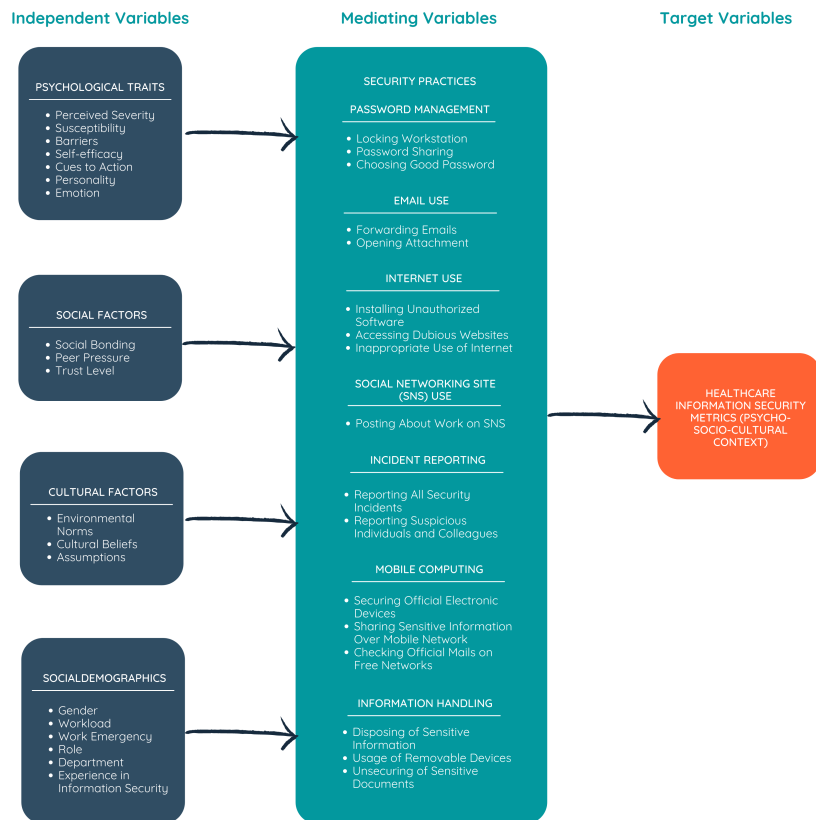 Independent Variables
Mediating Variables
Target Variables
PSYCHOLOGICAL TRAITS
Perceived Severity
Susceptibility
Barriers
Self-efficacy
Cues to Action
Personality
Emotion
SOCIAL FACTORS
Social Bonding
Peer Pressure
Trust Level
CULTURAL FACTORS
Environmental
Norms
Cultural Beliefs
Assumptions
SOCIALDEMOGRAPHICS
Gender
Workload
Work Emergency
Role
Department
Experience in
Information Security
SECURITY PRACTICES
PASSWORD MANAGEMENT
Locking Workstation
Password Sharing
Choosing Good Password
EMAIL USE
Forwarding Emails
Opening Attachment
INTERNET USE
Installing Unauthorized
Software
Accessing Dubious Websites
Inappropriate Use of Internet
SOCIAL NETWORKING SITE
(SNS) USE
Posting About Work on SNS
INCIDENT REPORTING
Reporting All Security
Incidents
Reporting Suspicious
Individuals and Colleagues
MOBILE COMPUTING
Securing Official Electronic
Devices
Sharing Sensitive Information
Over Mobile Network
Checking Official Mails on
Free Networks
INFORMATION HANDLING
Disposing of Sensitive
Information
Usage of Removable Devices
Unsecuring of Sensitive
Documents
HEALTHCARE
INFORMATION SECURITY
METRICS (PSYCHO-
SOCIO-CULTURAL
CONTEXT)